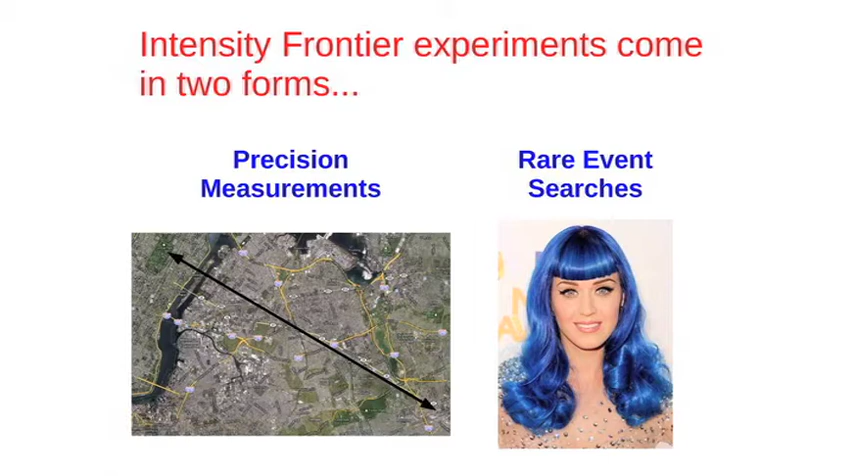 Intensity Frontier experiments come
in two forms...
Precision
Measurements
Rare Event
Searches